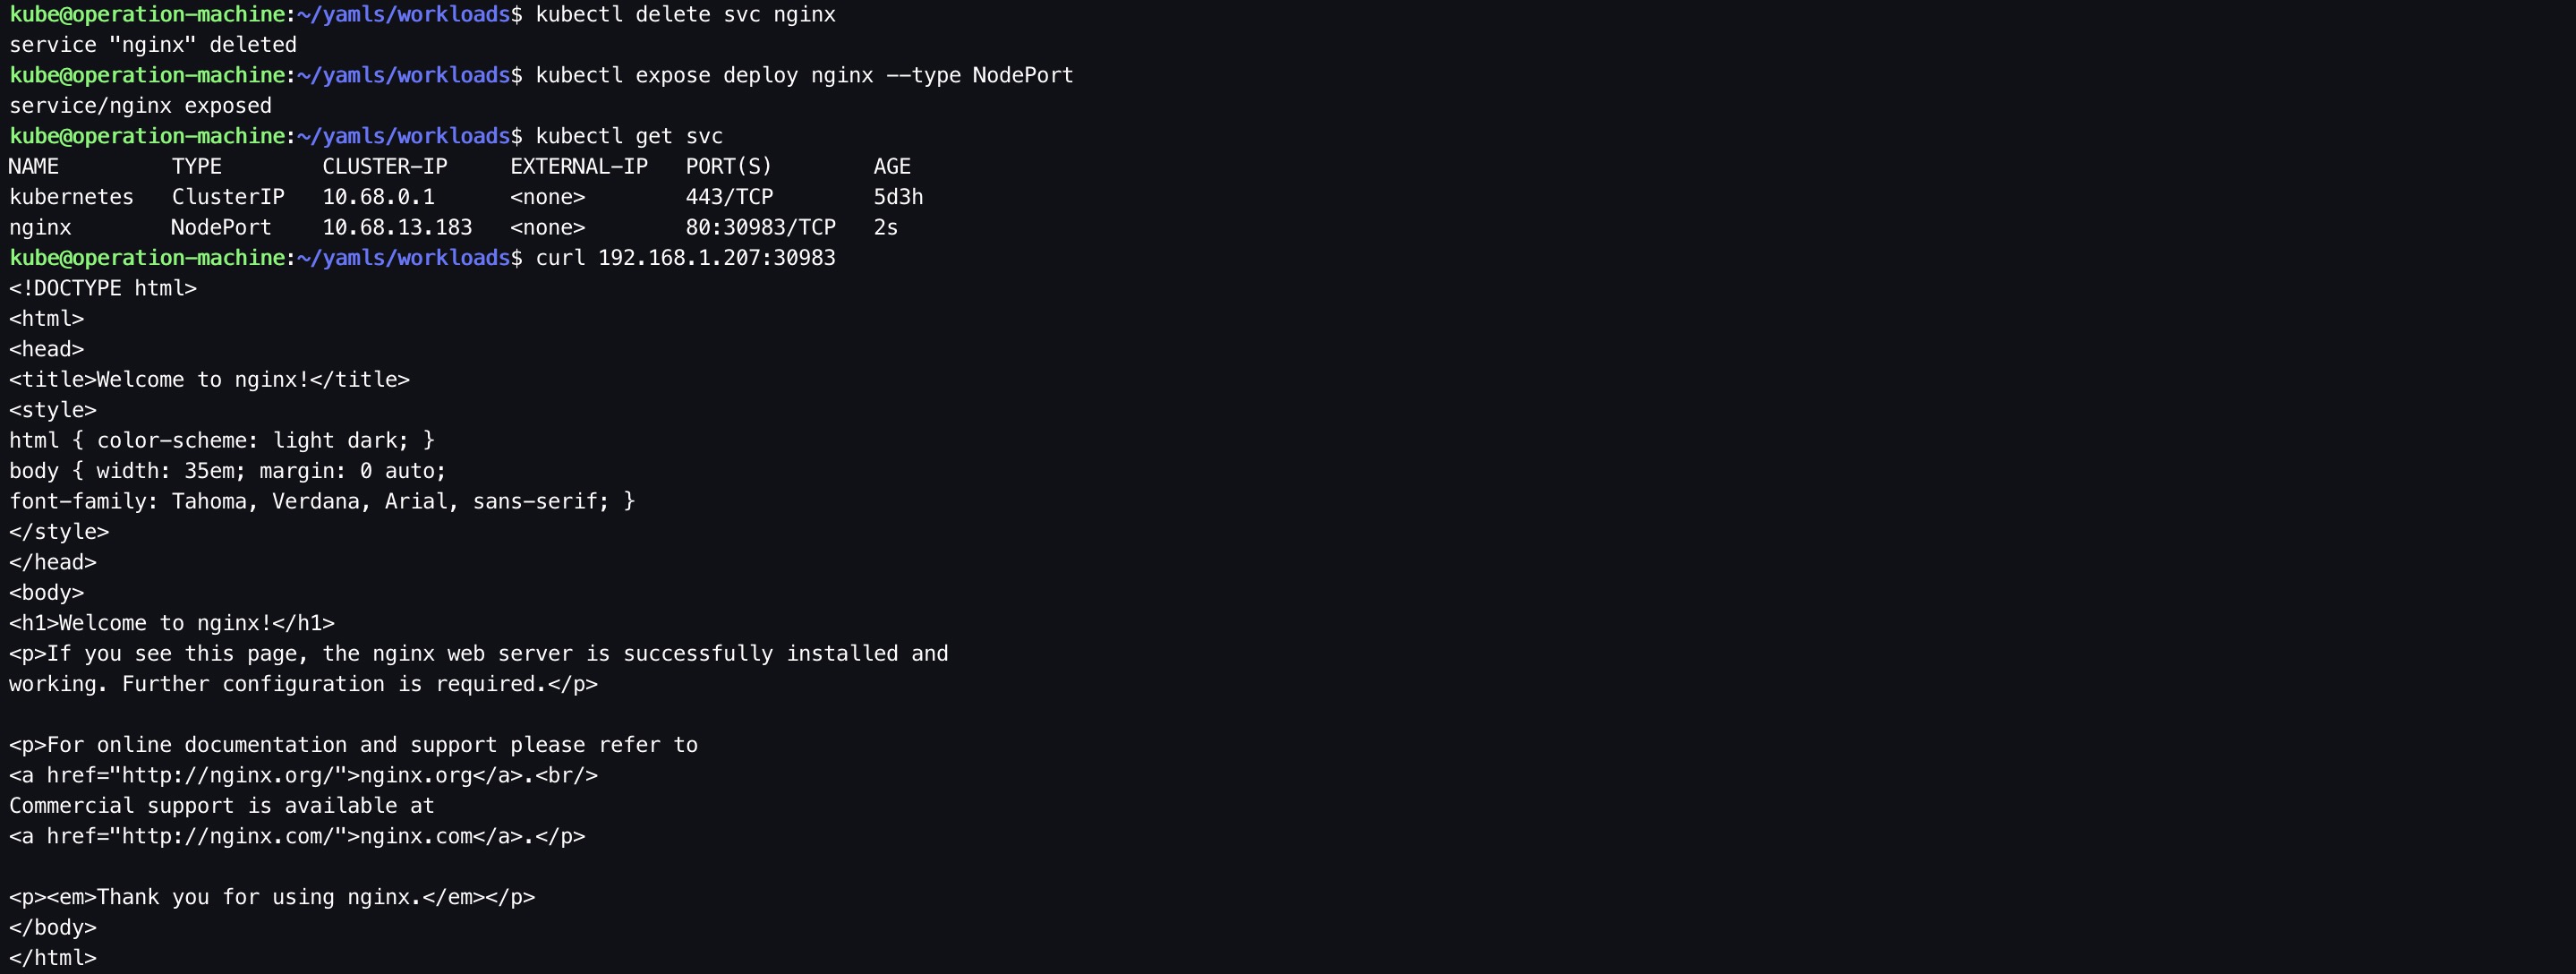 kube@operation-machine:~/yamls/workloads$ kubectl delete svc nginx
service "nginx" deleted
kube@operation-machine:~/yamls/workloads$ kubectl expose deploy nginx --type NodePort
service/nginx exposed
kube@operation-machine:~/yamls/workloads$ kubectl get svc
NAME         TYPE        CLUSTER-IP     EXTERNAL-IP   PORT(S)        AGE
kubernetes   ClusterIP   10.68.0.1      <none>        443/TCP        5d3h
nginx        NodePort    10.68.13.183   <none>        80:30983/TCP   2s
kube@operation-machine:~/yamls/workloads$ curl 192.168.1.207:30983
<!DOCTYPE html>
<html>
<head>
<title>Welcome to nginx!</title>
<style>
html { color-scheme: light dark; }
body { width: 35em; margin: 0 auto;
font-family: Tahoma, Verdana, Arial, sans-serif; }
</style>
</head>
<body>
<h1>Welcome to nginx!</h1>
<p>If you see this page, the nginx web server is successfully installed and
working. Further configuration is required.</p>

<p>For online documentation and support please refer to
<a href="http://nginx.org/">nginx.org</a>.<br/>
Commercial support is available at
<a href="http://nginx.com/">nginx.com</a>.</p>

<p><em>Thank you for using nginx.</em></p>
</body>
</html>